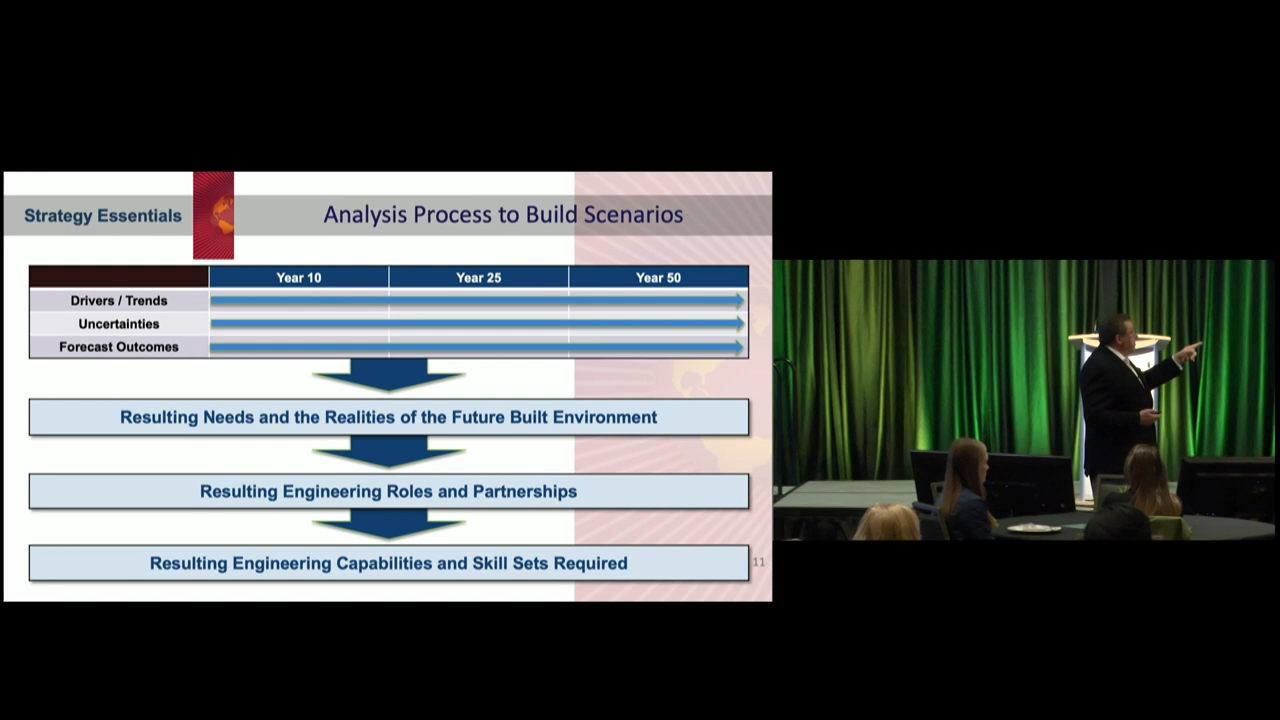 Strategy Essentials
Analysis Process to Build Scenarios
Year 10 Year 25 Year 50
Drivers / Trends
Uncertainties
Forecast Outcomes
Resulting Needs and the Realities of the Future Built Environment
Resulting Engineering Roles and Partnerships
Resulting Engineering Capabilities and Skill Sets Required
11